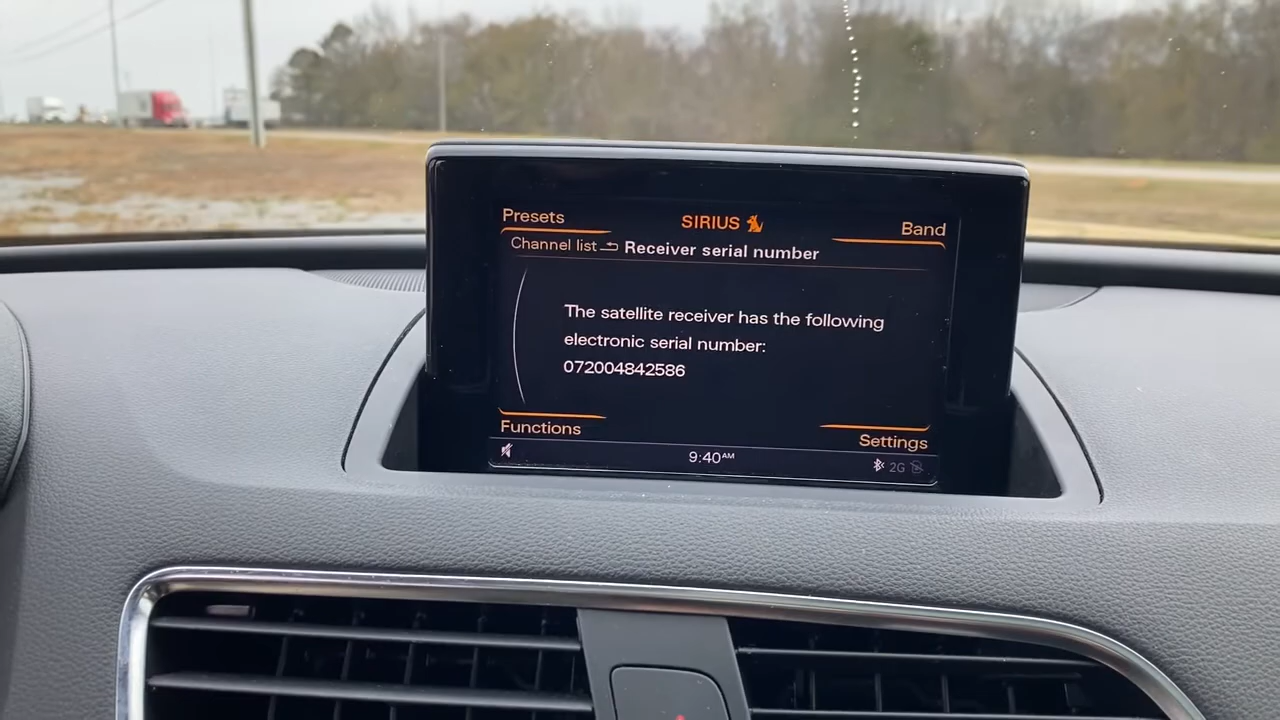 Presets
SIRIUS
Band
Channel list Receiver serial number
The satellite receiver has the following
electronic serial number:
072004842586
Functions
Settings
9:40 AM
2G